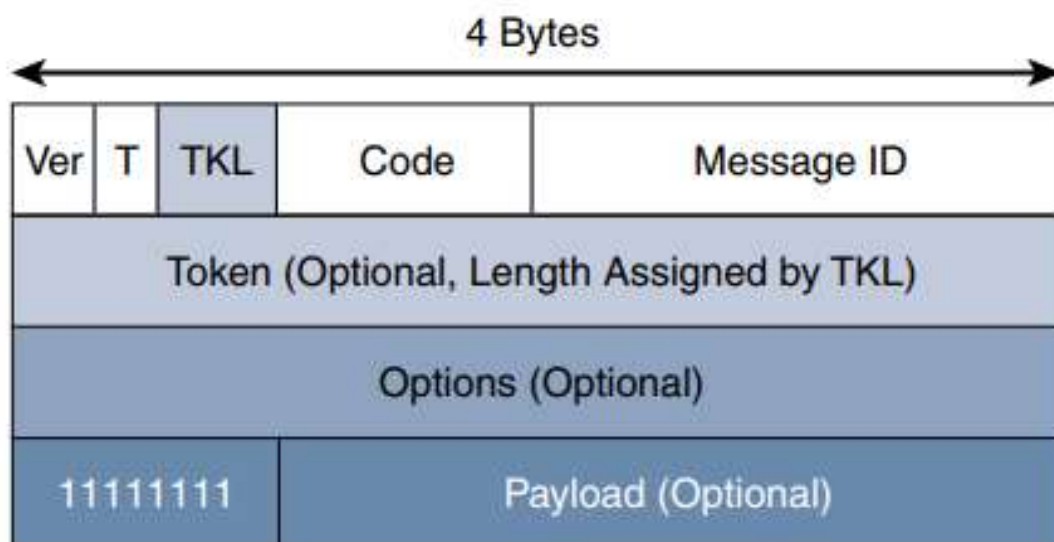 4 Bytes
Ver T TKL Code Message ID
Token (Optional, Length Assigned by TKL)
Options (Optional)
11111111 Payload (Optional)